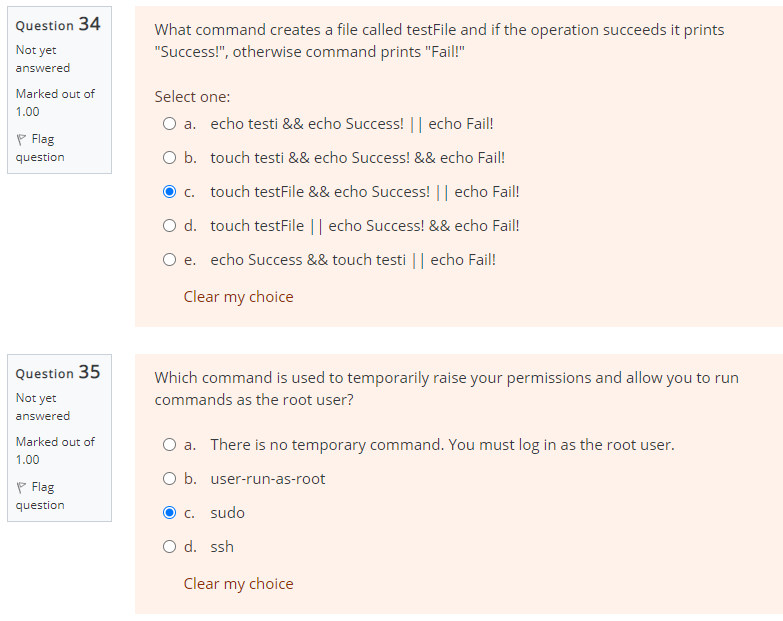 Question 34
Not yet
answered
Marked out of
1.00
Flag
question
What command creates a file called testFile and if the operation succeeds it prints
"Success!", otherwise command prints "Fail!"
Select one:
a. echo testi && echo Success! || echo Fail!
b. touch testi && echo Success! && echo Fail!
c. touch testFile && echo Success! || echo Fail!
d. touch testFile || echo Success! && echo Fail!
e. echo Success && touch testi || echo Fail!
Clear my choice
Question 35
Not yet
answered
Marked out of
1.00
Flag
question
Which command is used to temporarily raise your permissions and allow you to run
commands as the root user?
a. There is no temporary command. You must log in as the root user.
b. user-run-as-root
c. sudo
d. ssh
Clear my choice